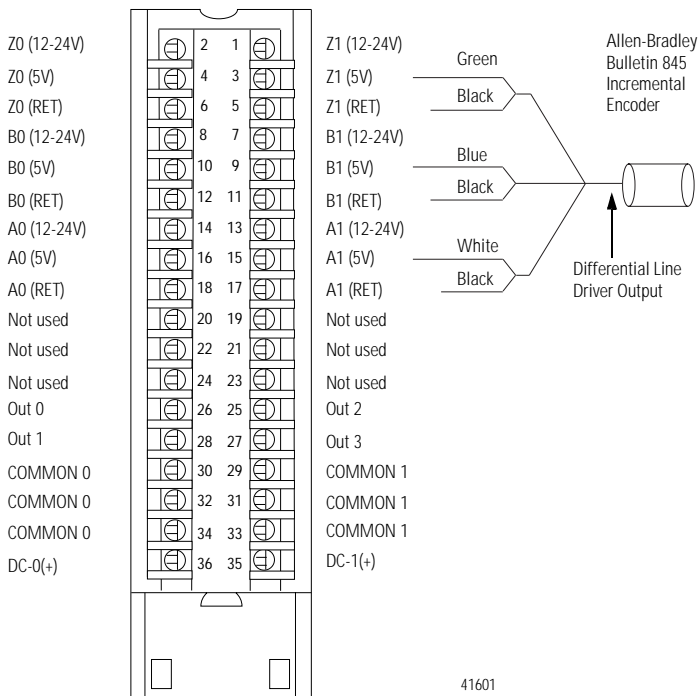 Z0 (12-24V) 2 1 Z1 (12-24V)
Z0 (5V) 4 3 Z1 (5V)
Z0 (RET) 6 5 Z1 (RET)
B0 (12-24V) 8 7 B1 (12-24V)
B0 (5V) 10 9 B1 (5V)
B0 (RET) 12 11 B1 (RET)
A0 (12-24V) 14 13 A1 (12-24V)
A0 (5V) 16 15 A1 (5V)
A0 (RET) 18 17 A1 (RET)
Not used 20 19 Not used
Not used 22 21 Not used
Not used 24 23 Not used
Out 0 26 25 Out 2
Out 1 28 27 Out 3
COMMON 0 30 29 COMMON 1
COMMON 0 32 31 COMMON 1
COMMON 0 34 33 COMMON 1
DC-0(+) 36 35 DC-1(+)
Green
Black
Blue
Black
White
Black
Allen-Bradley
Bulletin 845
Incremental
Encoder
Differential Line
Driver Output
41601